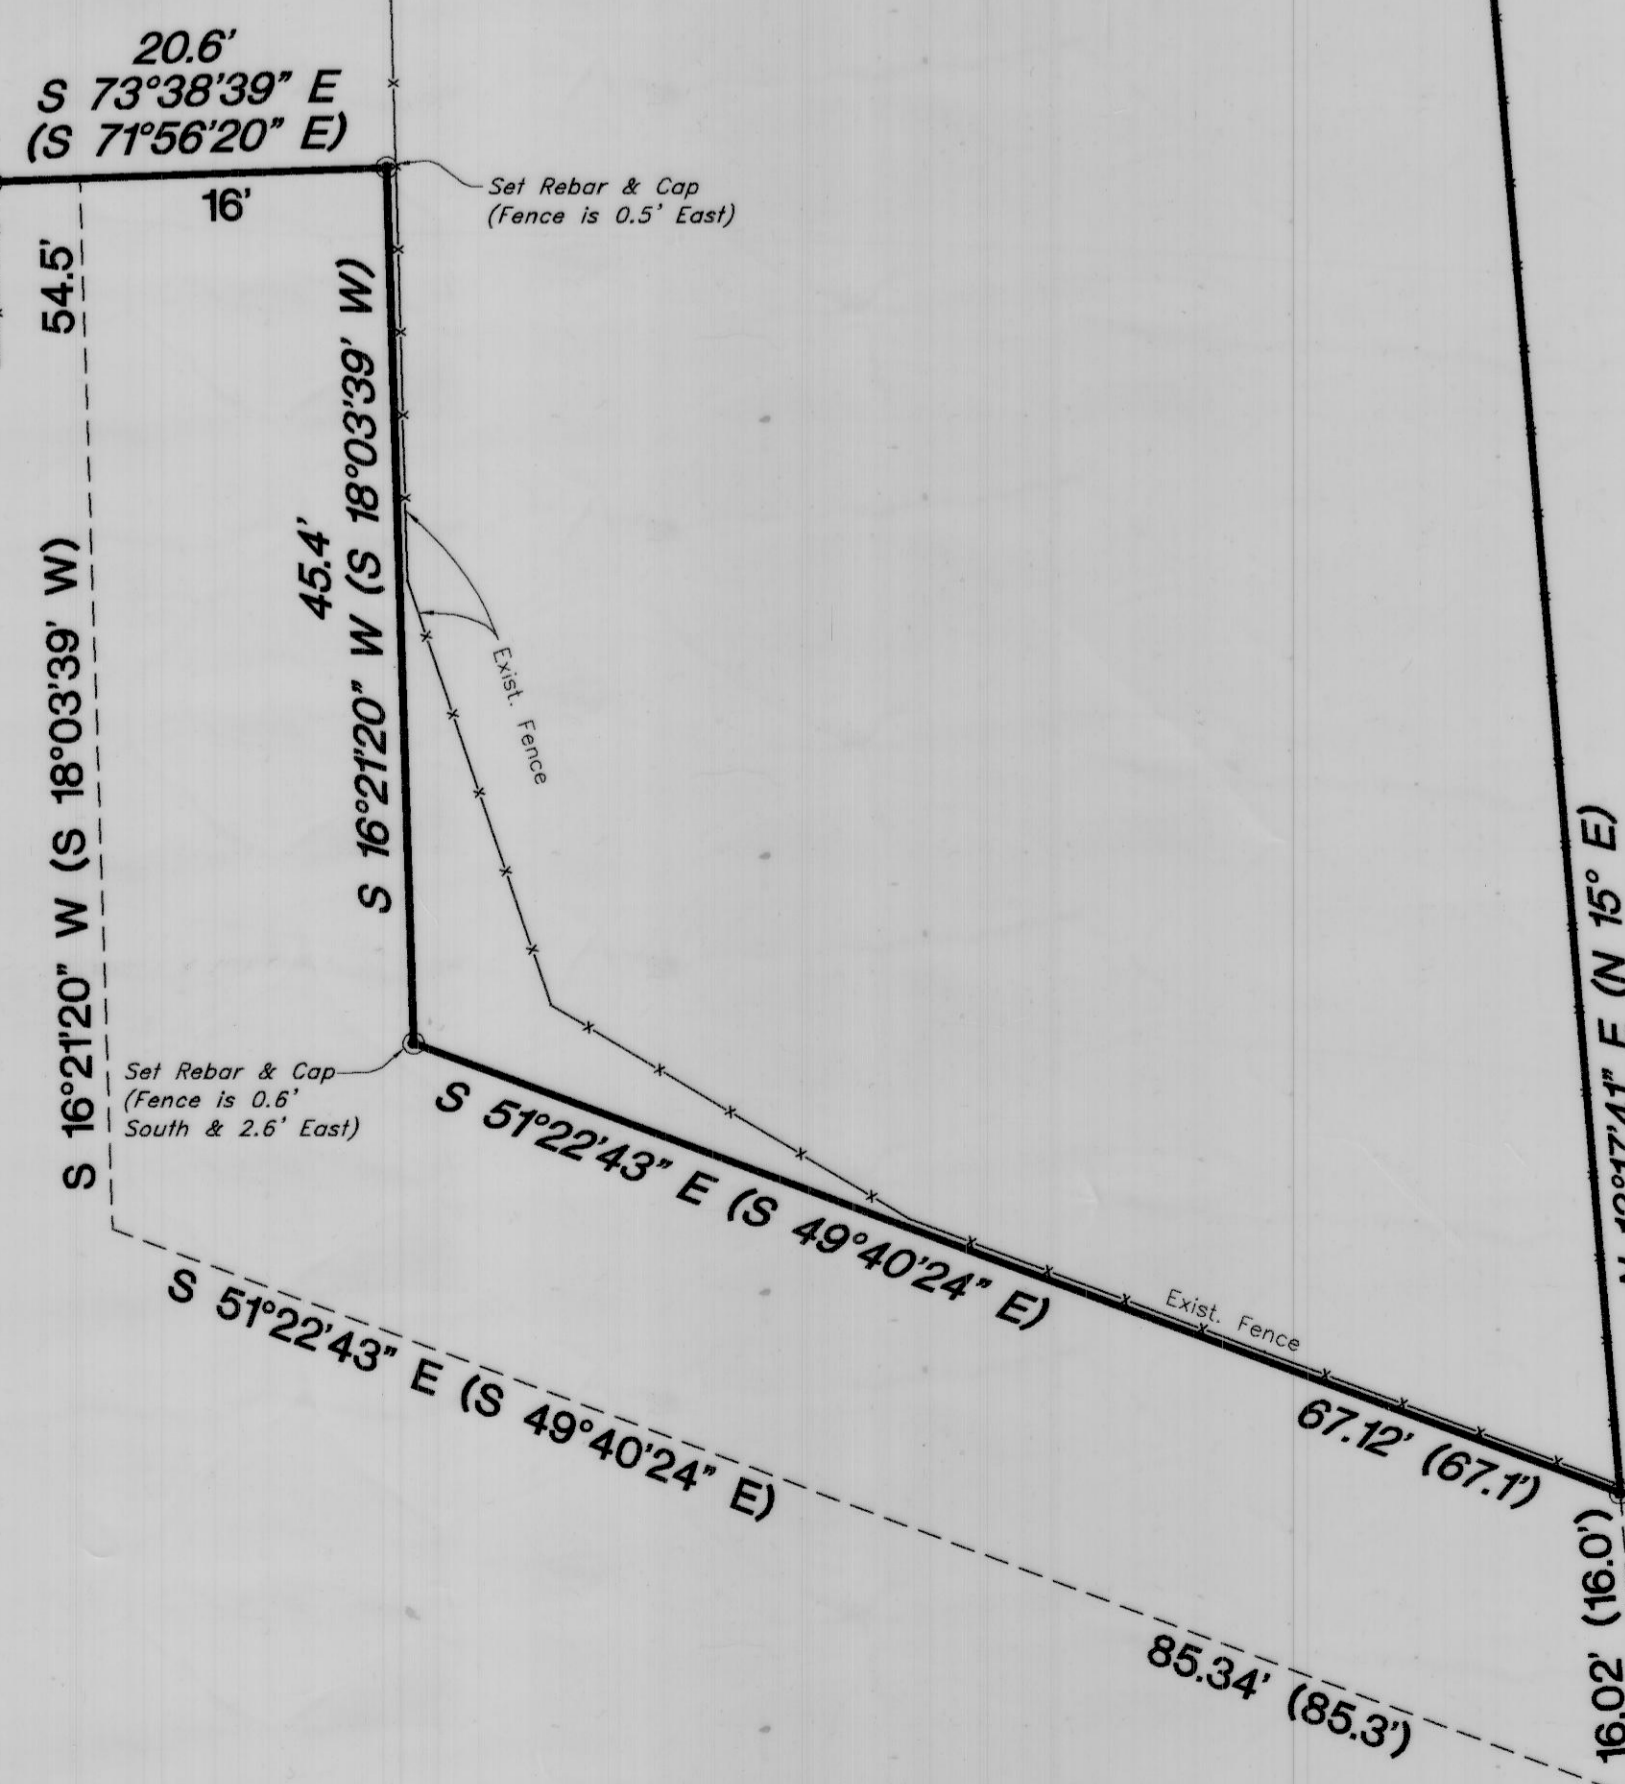 20.6'
S 73°38'39" E
(S 71°56'20" E)
16'
Set Rebar & Cap
(Fence is 0.5' East)
54.5'
S 16°21'20" W (S 18°03'39' W)
45.4'
S 16°21'20" W (S 18°03'39' W)
Exist. Fence
Set Rebar & Cap
(Fence is 0.6'
South & 2.6' East)
S 51°22'43" E (S 49°40'24" E)
Exist. Fence
67.12' (67.1')
S 51°22'43" E (S 49°40'24" E)
85.34' (85.3')
E (N 15° E)
16.02' (16.0')